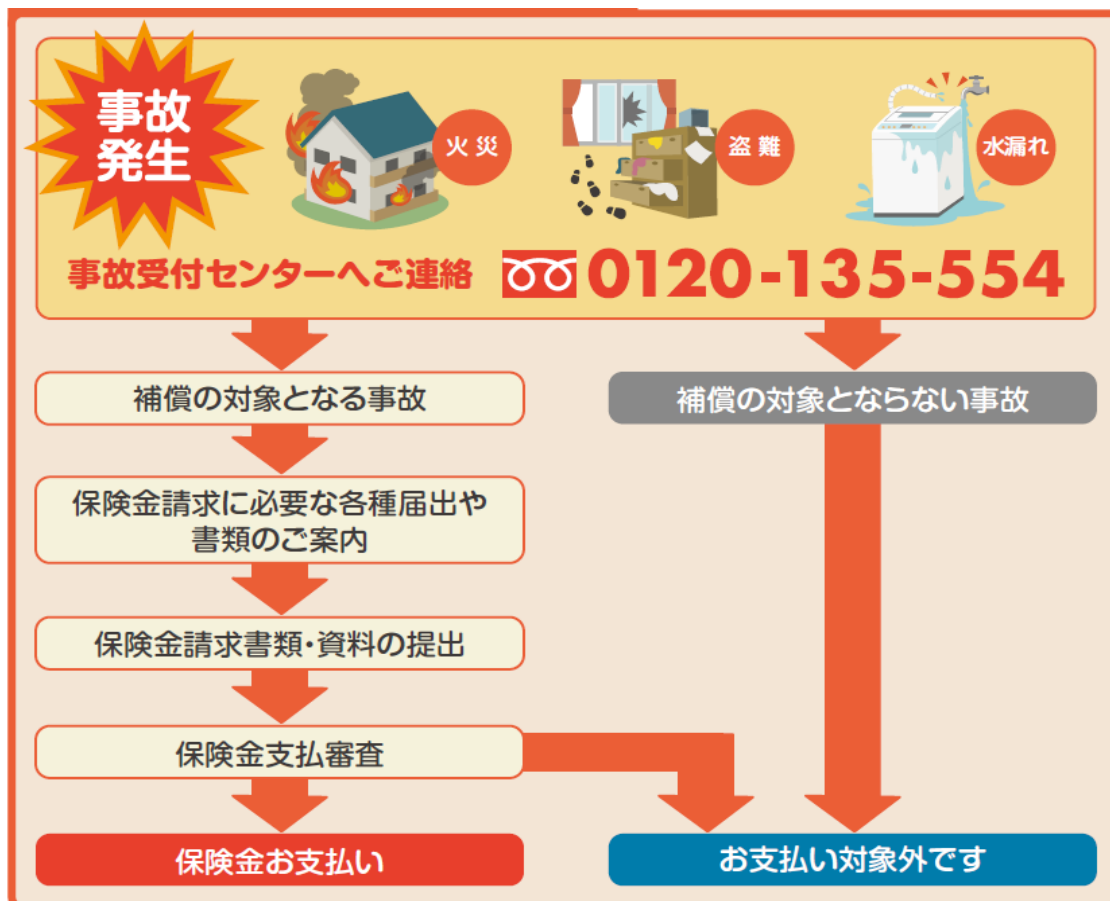 事故
発生
火災
盗難
水漏れ
事故受付センターへご連絡 0120-135-554
補償の対象となる事故
補償の対象とならない事故
保険金請求に必要な各種届出や
書類のご案内
保険金請求書類・資料の提出
保険金支払審査
保険金お支払い
お支払い対象外です